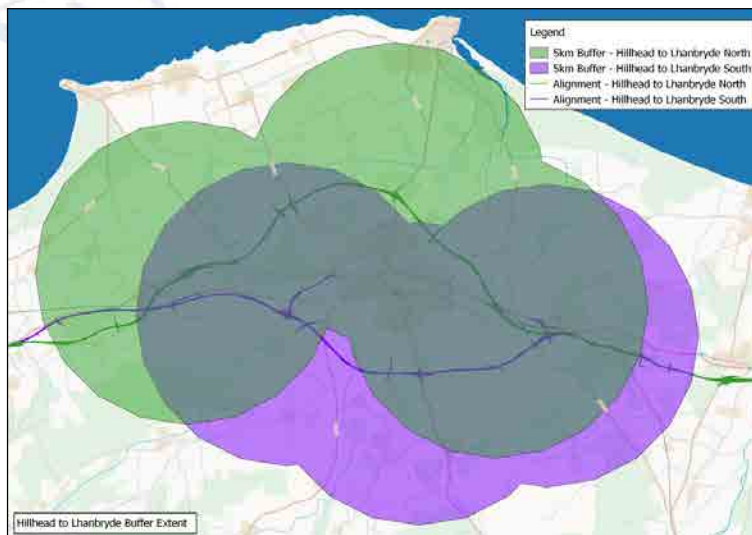 Legend
5km Buffer - Hillhead to Lhanbryde North
5km Buffer - Hillhead to Lhanbryde South
Alignment - Hillhead to Lhanbryde North
Alignment - Hillhead to Lhanbryde South
Hillhead to Lhanbryde Buffer Extent